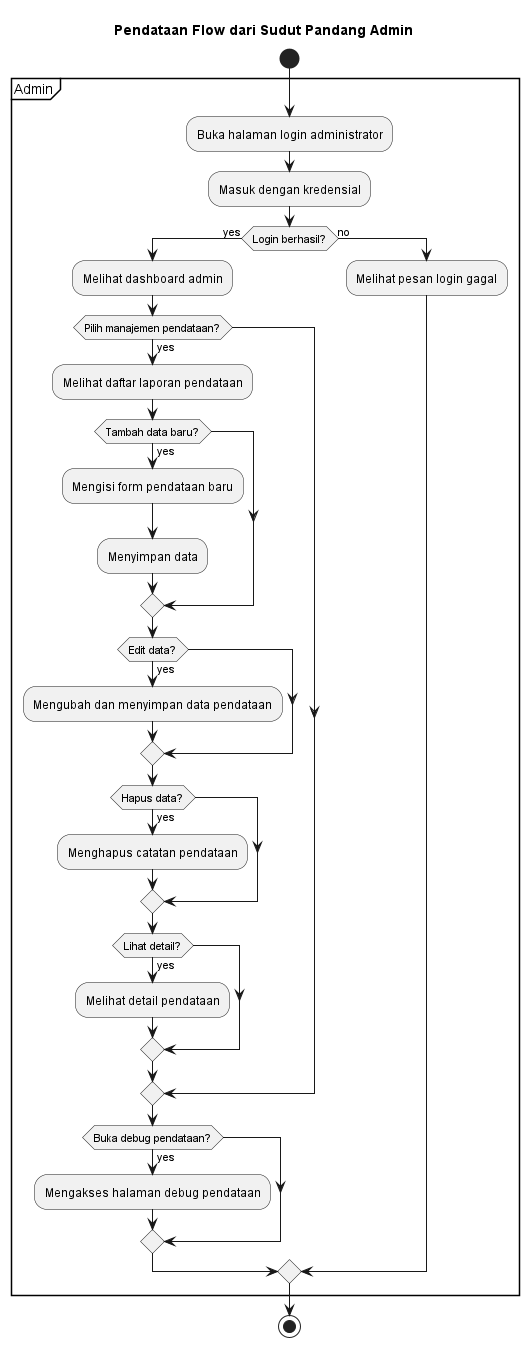 Pendataan Flow dari Sudut Pandang Admin
Admin
Buka halaman login administrator
Masuk dengan kredensial
yes
Login berhasil?
no
Melihat dashboard admin
Melihat pesan login gagal
Pilih manajemen pendataan?
yes
Melihat daftar laporan pendataan
Tambah data baru?
yes
Mengisi form pendataan baru
Menyimpan data
Edit data?
yes
Mengubah dan menyimpan data pendataan
Hapus data?
yes
Menghapus catatan pendataan
Lihat detail?
yes
Melihat detail pendataan
Buka debug pendataan?
yes
Mengakses halaman debug pendataan